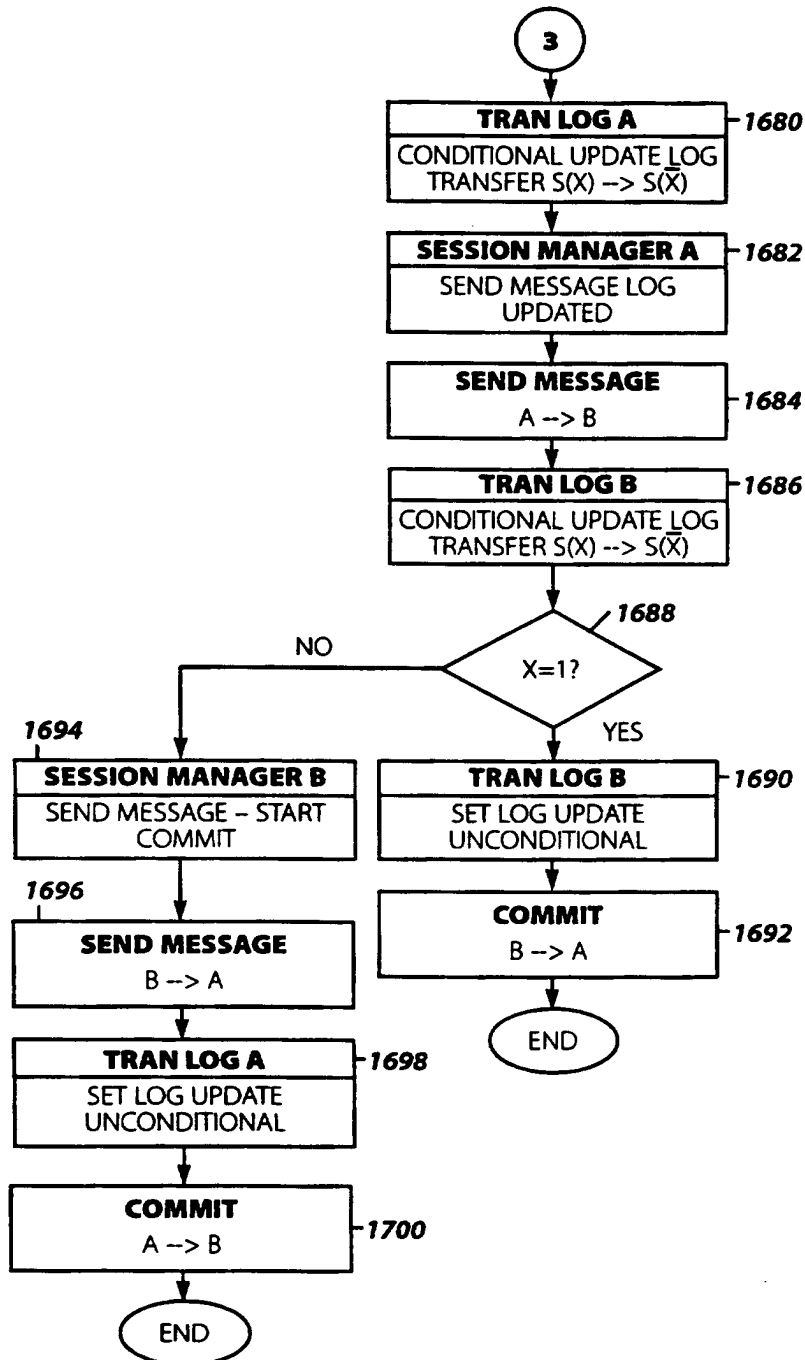 3
TRAN LOG A
1680
CONDITIONAL UPDATE LOG
TRANSFER S(X) --> S(X̅)
SESSION MANAGER A
1682
SEND MESSAGE LOG
UPDATED
SEND MESSAGE
1684
A --> B
TRAN LOG B
1686
CONDITIONAL UPDATE LOG
TRANSFER S(X) --> S(X̅)
1688
X=1?
NO
YES
1694
SESSION MANAGER B
SEND MESSAGE – START
COMMIT
1696
SEND MESSAGE
B --> A
TRAN LOG A
1698
SET LOG UPDATE
UNCONDITIONAL
COMMIT
1700
A --> B
END
TRAN LOG B
1690
SET LOG UPDATE
UNCONDITIONAL
COMMIT
1692
B --> A
END